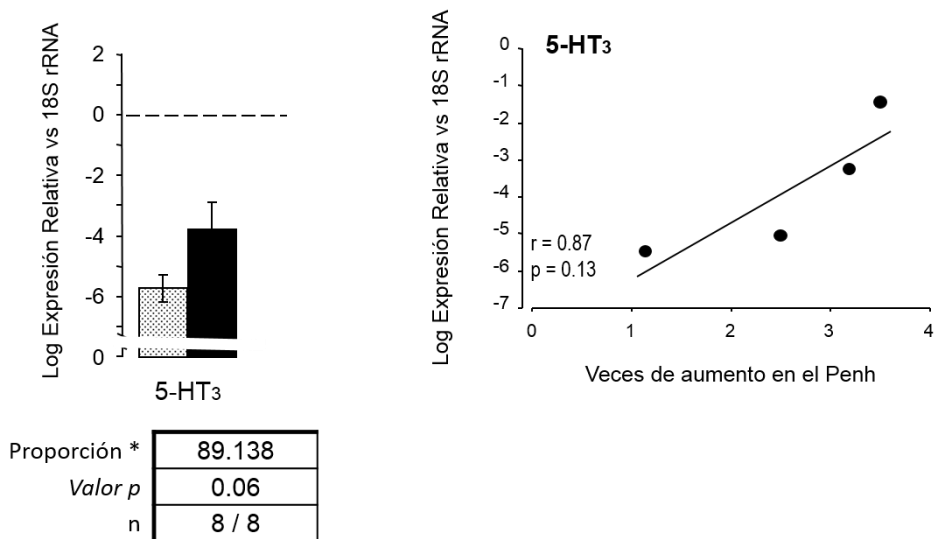 Log Expresión Relativa vs 18S rRNA
2
0
-2
-4
-6
0
5-HT3
Proporción * 89.138
Valor p 0.06
n 8 / 8
5-HT3
Log Expresión Relativa vs 18S rRNA
0
-1
-2
-3
-4
-5
-6
-7
r = 0.87
p = 0.13
0 1 2 3 4
Veces de aumento en el Penh